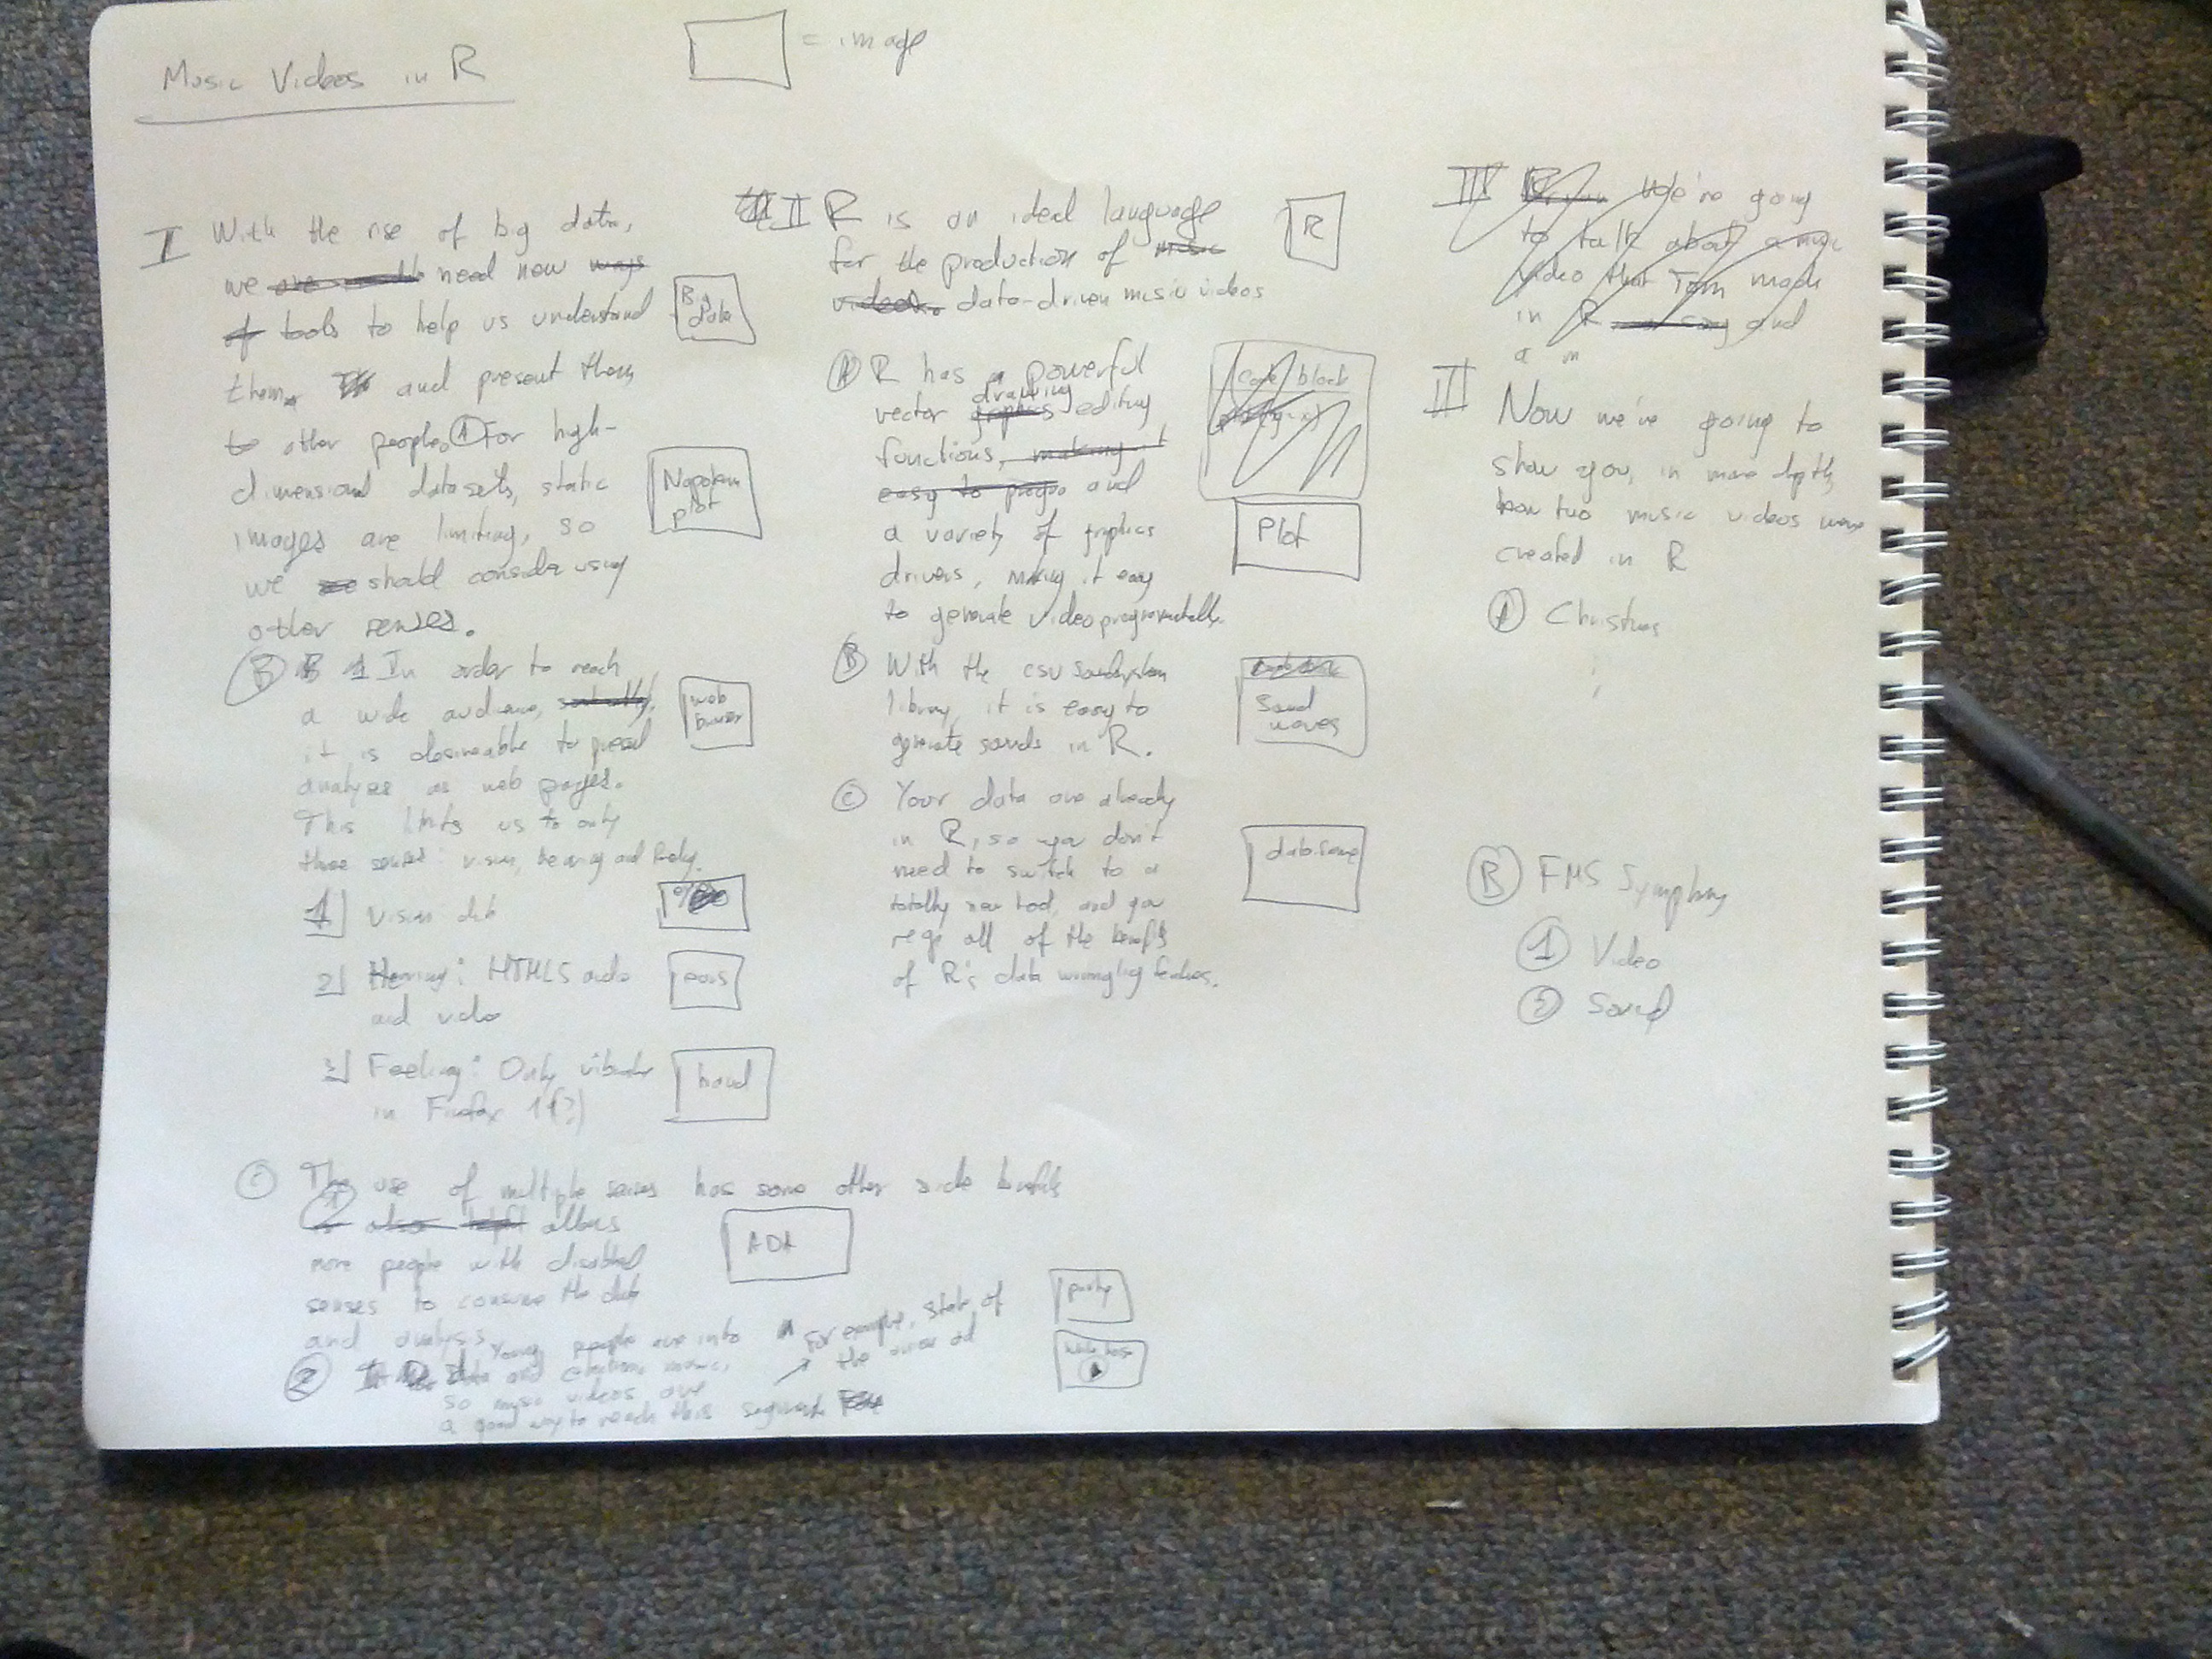 Music Videos in R
= image
I With the rise of big data,
we need new
tools to help us understand
them and present them
to other people. A For high-
dimensional datasets, static
images are limiting, so
we should consider using
other senses.
Big
Data
Napoleon
plot
B 1 In order to reach
a wide audience,
it is desireable to
analyses as web pages.
This limits us to only
three senses: vision, hearing and
web
browser
1 Vision
2 Hearing: HTML5 audio
and video
ears
3 Feeling: Only vibrate
in Firefox 11(?)
hand
C The use of multiple senses has some other side benefits
1 allows
more people with disabled
senses to consume the data
and analysis
ADA
2 Young people are into
data and electronic music,
so music videos are
a good way to reach this segment
For example, State of
the union ad
party
White House
II R is an ideal language
for the production of music
videos. data-driven music videos
R
A R has a powerful
vector drawing editing
functions, making it
easy to and
a variety of graphics
drivers, making it easy
to generate video programmatically.
code block
Plot
B With the csv soundsystem
library, it is easy to
generate sounds in R.
Sound
waves
C Your data are already
in R, so you don't
need to switch to a
totally new tool, and you
reap all of the benefits
of R's data wrangling features.
data.frame
III We're going
to talk about a music
video that Tom made
in R and
a m
III Now we're going to
show you, in more depth,
how two music videos were
created in R
A Christmas
B FMS Symphony
1 Video
2 Sound